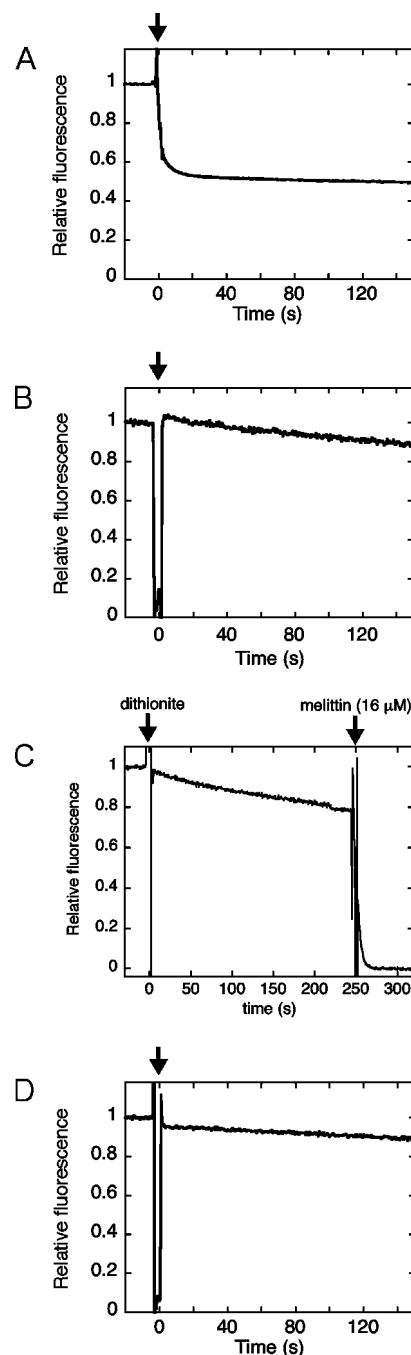 A
Relative fluorescence
1
0.8
0.6
0.4
0.2
0
0 40 80 120
Time (s)
B
Relative fluorescence
1
0.8
0.6
0.4
0.2
0
0 40 80 120
Time (s)
dithionite melittin (16 μM)
C
Relative fluorescence
1
0.8
0.6
0.4
0.2
0
0 50 100 150 200 250 300
time (s)
D
Relative fluorescence
1
0.8
0.6
0.4
0.2
0
0 40 80 120
Time (s)